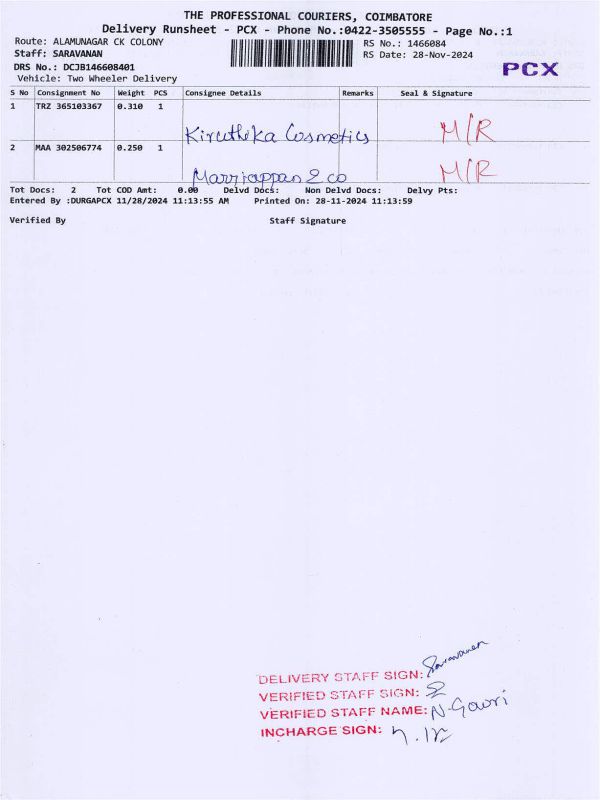 THE PROFESSIONAL COURIERS, COIMBATORE
Delivery Runsheet - PCX - Phone No.:0422-3505555 - Page No.:1
Route: ALAMUNAGAR CK COLONY RS No.: 1466084
Staff: SARAVANAN RS Date: 28-Nov-2024
DRS No.: DCJB146608401 PCX
Vehicle: Two Wheeler Delivery
S No Consignment No Weight PCS Consignee Details Remarks Seal & Signature
1 TRZ 365103367 0.310 1
Kiruthika Cosmetics M/R
2 MAA 302506774 0.250 1
Marriappan & co M/R
Tot Docs: 2 Tot COD Amt: 0.00 Delvd Docs: Non Delvd Docs: Delvy Pts:
Entered By :DURGAPCX 11/28/2024 11:13:55 AM Printed On: 28-11-2024 11:13:59
Verified By Staff Signature
DELIVERY STAFF SIGN: Saravanan
VERIFIED STAFF SIGN:
VERIFIED STAFF NAME: N-Gowri
INCHARGE SIGN: